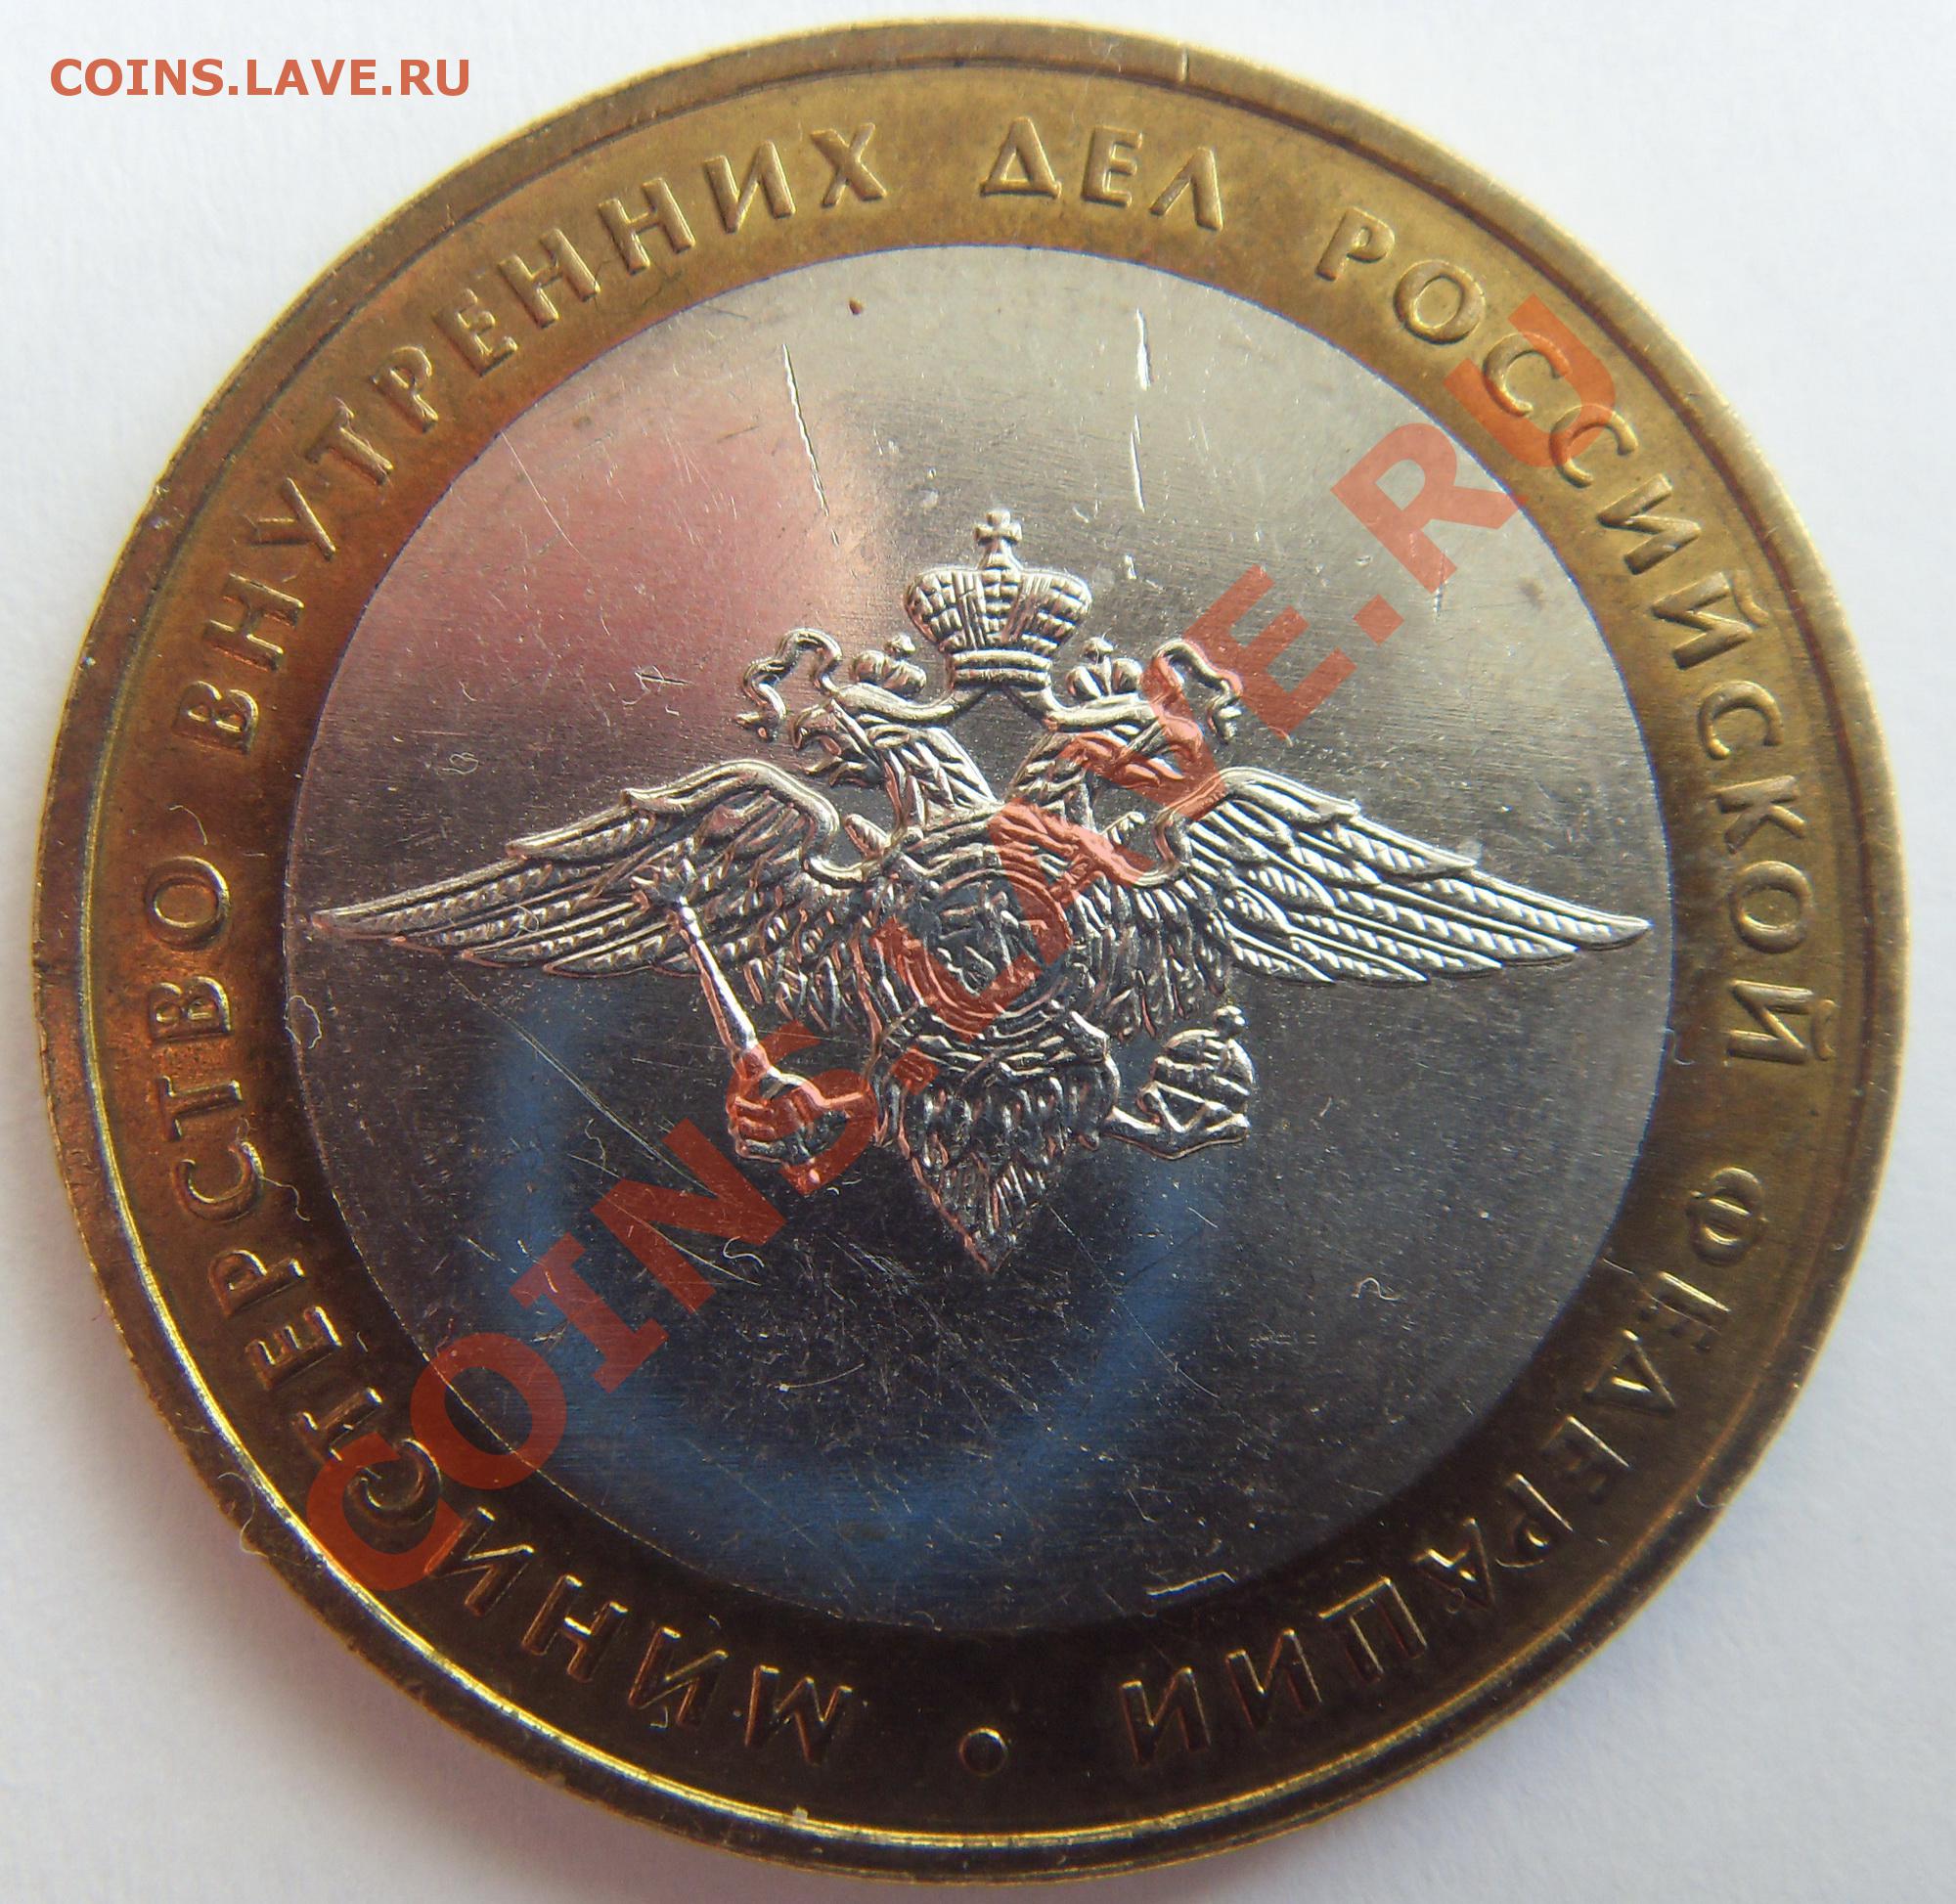 COINS.LAVE.RU
МИНИСТЕРСТВО ВНУТРЕННИХ ДЕЛ РОССИЙСКОЙ ФЕДЕРАЦИИ
COINS.LAVE.RU